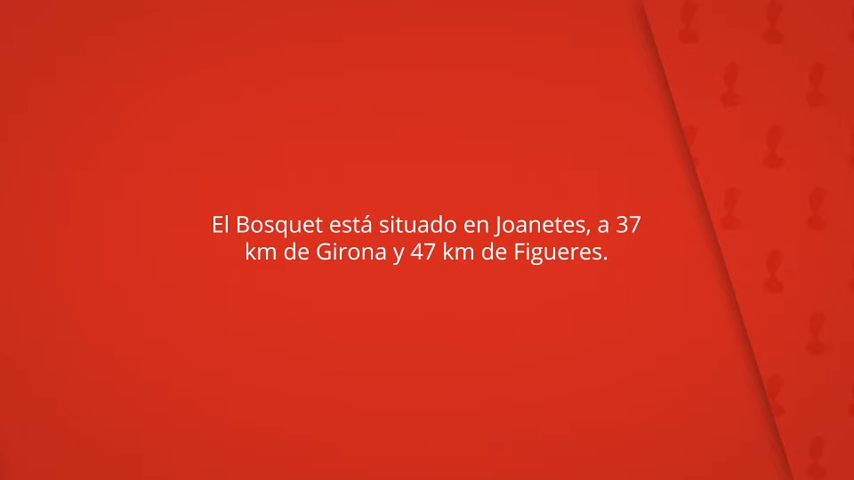 El Bosquet está situado en Joanetes, a 37
km de Girona y 47 km de Figueres.